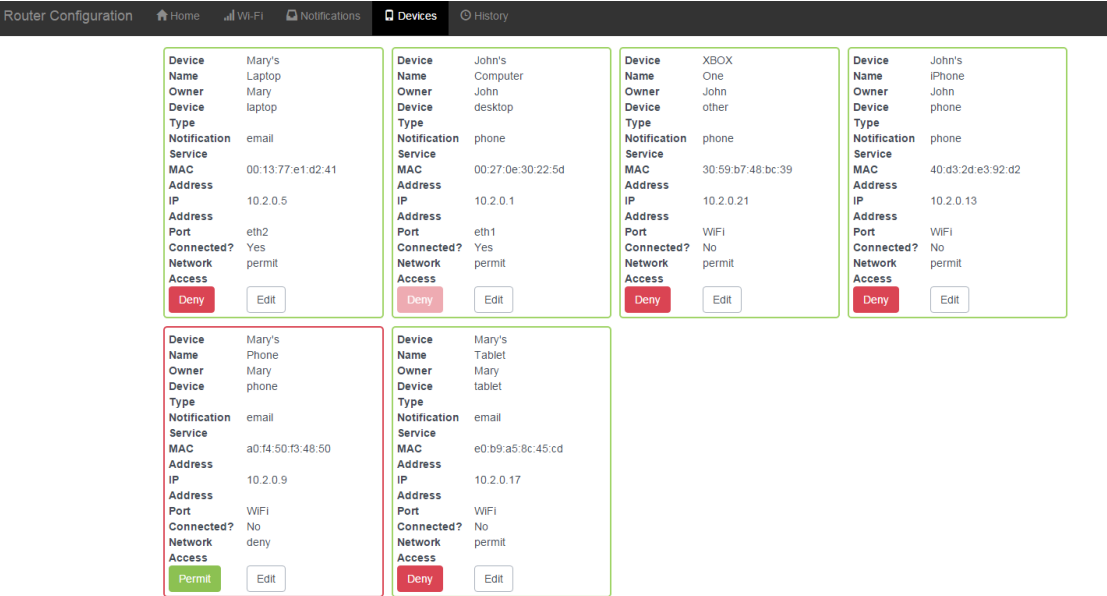 Router Configuration Home Wi-Fi Notifications Devices History
Device Mary's
Name Laptop
Owner Mary
Device laptop
Type
Notification email
Service
MAC 00:13:77:e1:d2:41
Address
IP 10.2.0.5
Address
Port eth2
Connected? Yes
Network permit
Access
Deny Edit
Device John's
Name Computer
Owner John
Device desktop
Type
Notification phone
Service
MAC 00:27:0e:30:22:5d
Address
IP 10.2.0.1
Address
Port eth1
Connected? Yes
Network permit
Access
Deny Edit
Device XBOX
Name One
Owner John
Device other
Type
Notification phone
Service
MAC 30:59:b7:48:bc:39
Address
IP 10.2.0.21
Address
Port WiFi
Connected? No
Network permit
Access
Deny Edit
Device John's
Name iPhone
Owner John
Device phone
Type
Notification phone
Service
MAC 40:d3:2d:e3:92:d2
Address
IP 10.2.0.13
Address
Port WiFi
Connected? No
Network permit
Access
Deny Edit
Device Mary's
Name Phone
Owner Mary
Device phone
Type
Notification email
Service
MAC a0:f4:50:f3:48:50
Address
IP 10.2.0.9
Address
Port WiFi
Connected? No
Network deny
Access
Permit Edit
Device Mary's
Name Tablet
Owner Mary
Device tablet
Type
Notification email
Service
MAC e0:b9:a5:8c:45:cd
Address
IP 10.2.0.17
Address
Port WiFi
Connected? No
Network permit
Access
Deny Edit